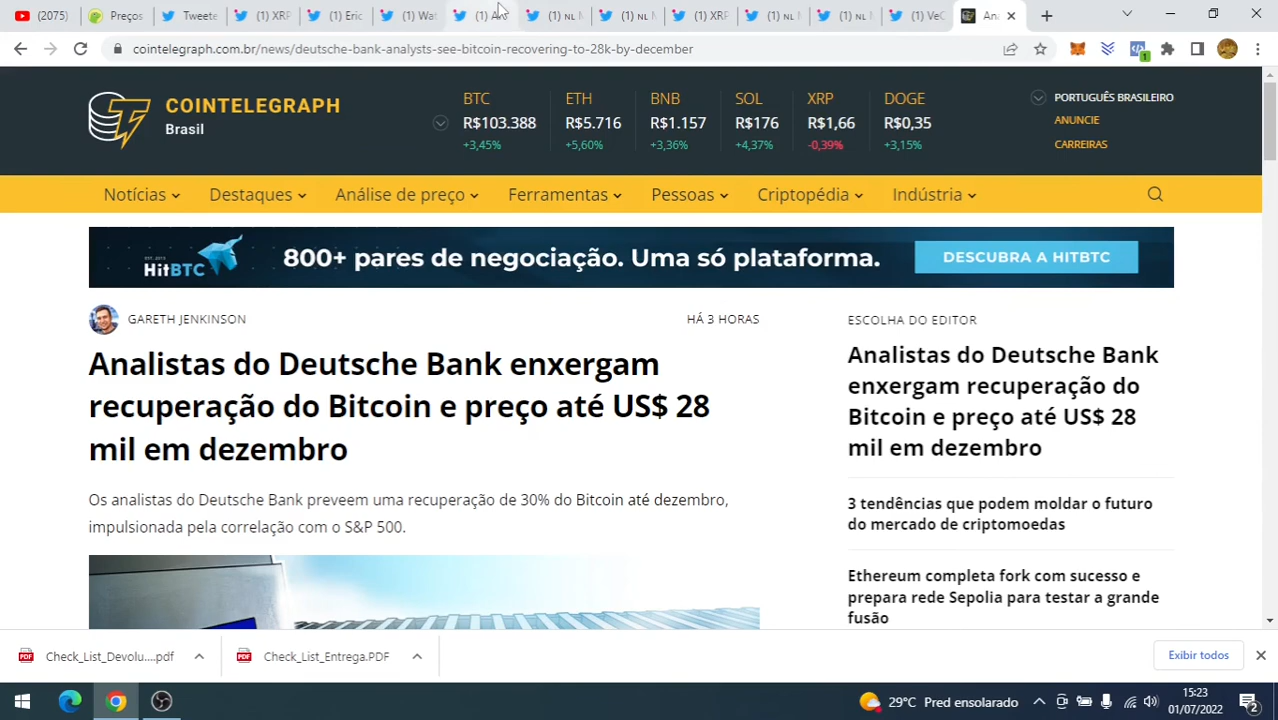 (2075)
Preços
Tweete
(1) XRP
(1) Eric
(1) Wat
(1)
(1) NL
(1) NL
(1) XRP
(1) NL
(1) NL
(1) VeC
cointelegraph.com.br/news/deutsche-bank-analysts-see-bitcoin-recovering-to-28k-by-december
1
COINTELEGRAPH
Brasil
BTC ETH BNB SOL XRP DOGE
R$103.388 R$5.716 R$1.157 R$176 R$1,66 R$0,35
+3,45% +5,60% +3,36% +4,37% -0,39% +3,15%
PORTUGUÊS BRASILEIRO
ANUNCIE
CARREIRAS
Notícias Destaques Análise de preço Ferramentas Pessoas Criptopédia Indústria
EST. 2013
HitBTC
800+ pares de negociação. Uma só plataforma.
DESCUBRA A HITBTC
GARETH JENKINSON
HÁ 3 HORAS
Analistas do Deutsche Bank enxergam
recuperação do Bitcoin e preço até US$ 28
mil em dezembro
Os analistas do Deutsche Bank preveem uma recuperação de 30% do Bitcoin até dezembro,
impulsionada pela correlação com o S&P 500.
ESCOLHA DO EDITOR
Analistas do Deutsche Bank
enxergam recuperação do
Bitcoin e preço até US$ 28
mil em dezembro
3 tendências que podem moldar o futuro
do mercado de criptomoedas
Ethereum completa fork com sucesso e
prepara rede Sepolia para testar a grande
fusão
Check_List_Devolu....pdf
Check_List_Entrega.PDF
Exibir todos
29°C Pred ensolarado
15:23
01/07/2022
2